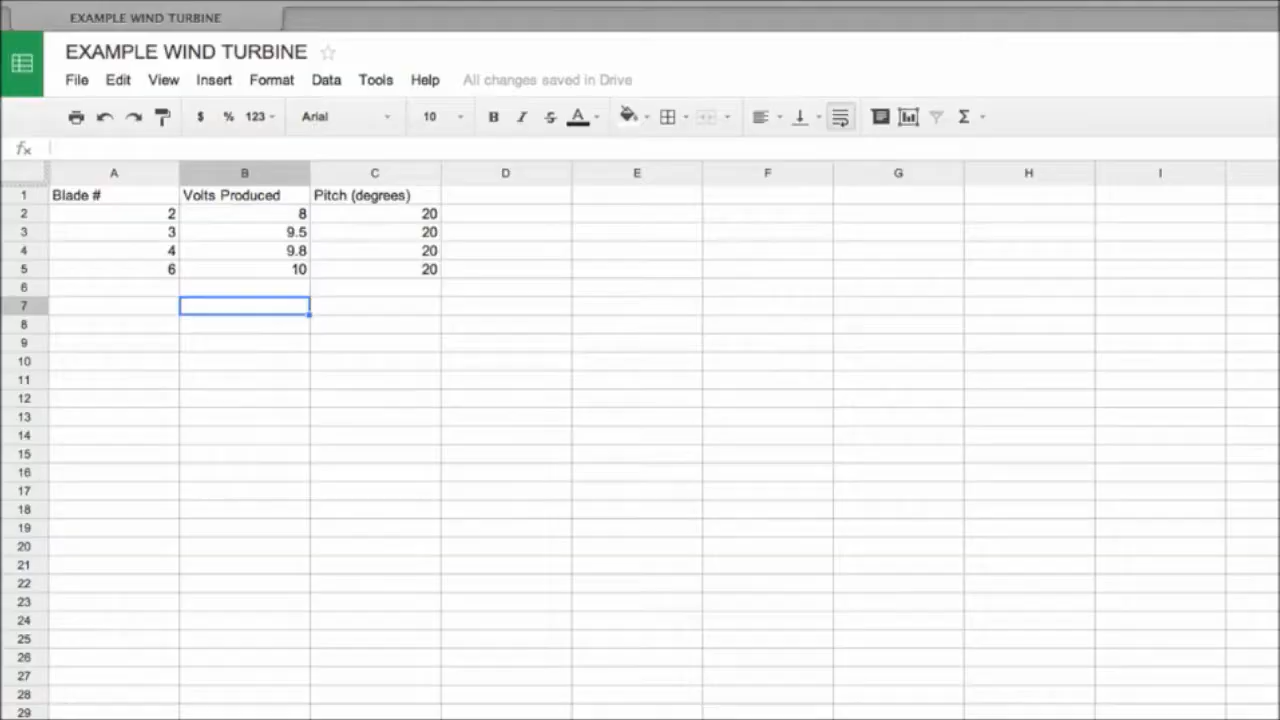 EXAMPLE WIND TURBINE
EXAMPLE WIND TURBINE
File Edit View Insert Format Data Tools Help All changes saved in Drive
$ % 123 Arial 10 B I S A Σ
fx
A B C D E F G H I
1 Blade # Volts Produced Pitch (degrees)
2 2 8 20
3 3 9.5 20
4 4 9.8 20
5 6 10 20
6
7
8
9
10
11
12
13
14
15
16
17
18
19
20
21
22
23
24
25
26
27
28
29